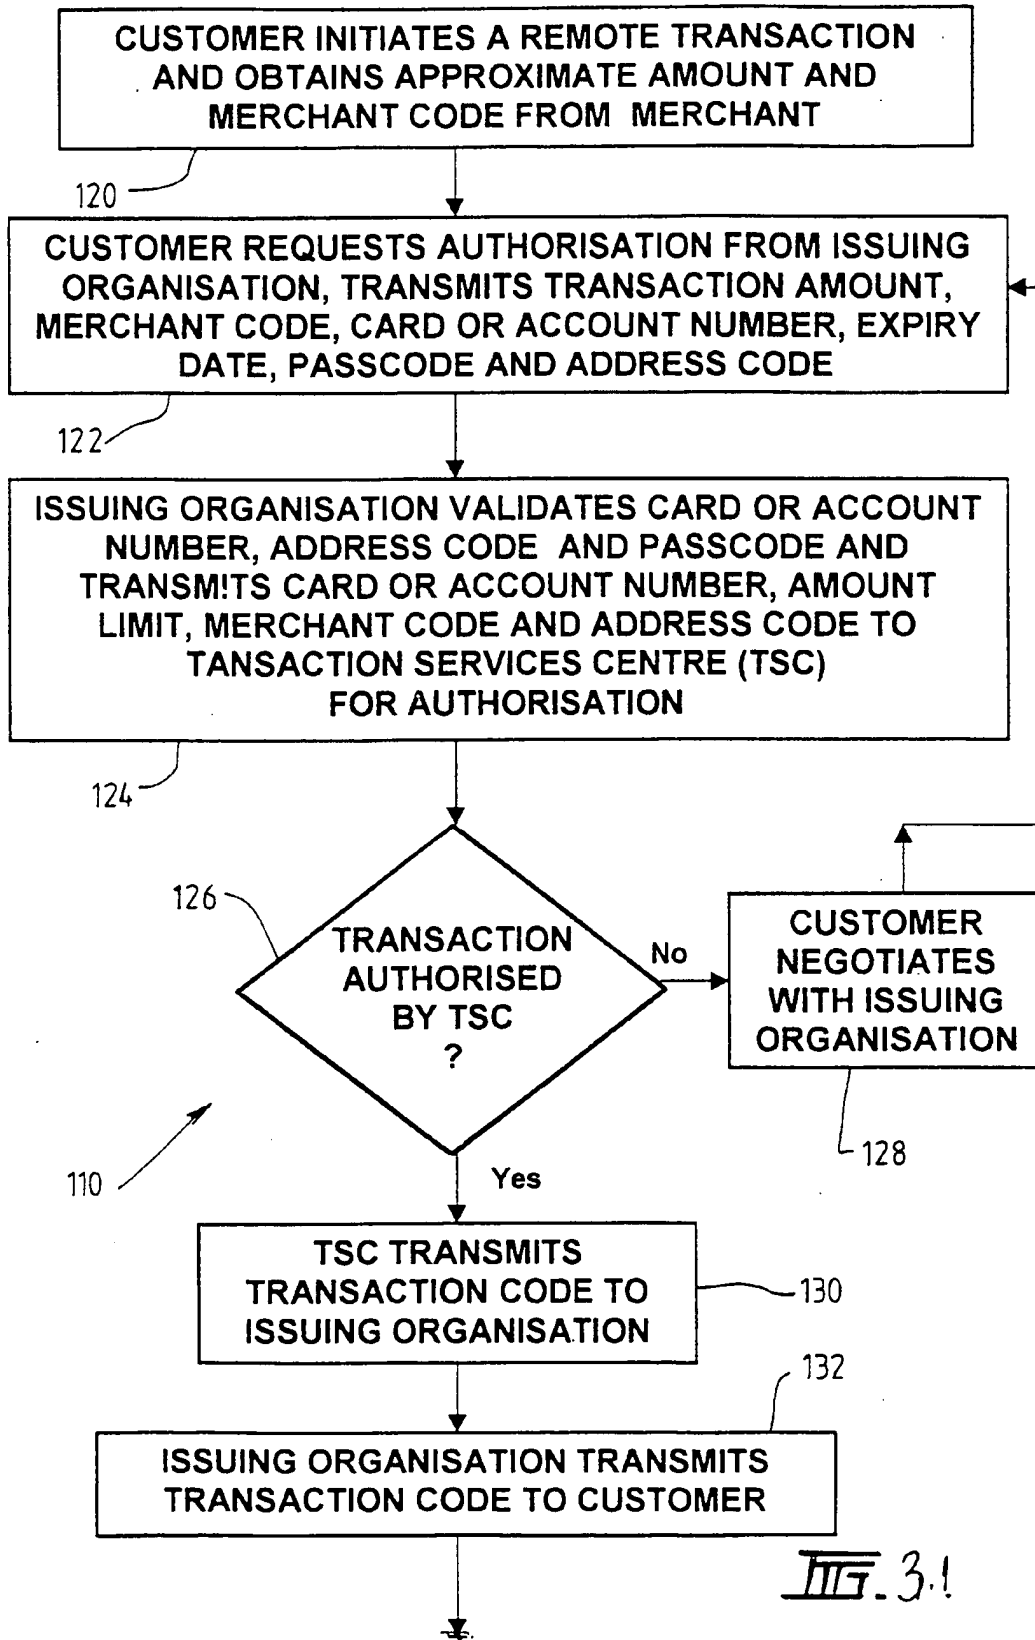 CUSTOMER INITIATES A REMOTE TRANSACTION
AND OBTAINS APPROXIMATE AMOUNT AND
MERCHANT CODE FROM MERCHANT
120
CUSTOMER REQUESTS AUTHORISATION FROM ISSUING
ORGANISATION, TRANSMITS TRANSACTION AMOUNT,
MERCHANT CODE, CARD OR ACCOUNT NUMBER, EXPIRY
DATE, PASSCODE AND ADDRESS CODE
122
ISSUING ORGANISATION VALIDATES CARD OR ACCOUNT
NUMBER, ADDRESS CODE AND PASSCODE AND
TRANSMITS CARD OR ACCOUNT NUMBER, AMOUNT
LIMIT, MERCHANT CODE AND ADDRESS CODE TO
TANSACTION SERVICES CENTRE (TSC)
FOR AUTHORISATION
124
126
TRANSACTION
AUTHORISED
BY TSC
?
No
CUSTOMER
NEGOTIATES
WITH ISSUING
ORGANISATION
128
110
Yes
TSC TRANSMITS
TRANSACTION CODE TO
ISSUING ORGANISATION
130
132
ISSUING ORGANISATION TRANSMITS
TRANSACTION CODE TO CUSTOMER
FIG. 3.1